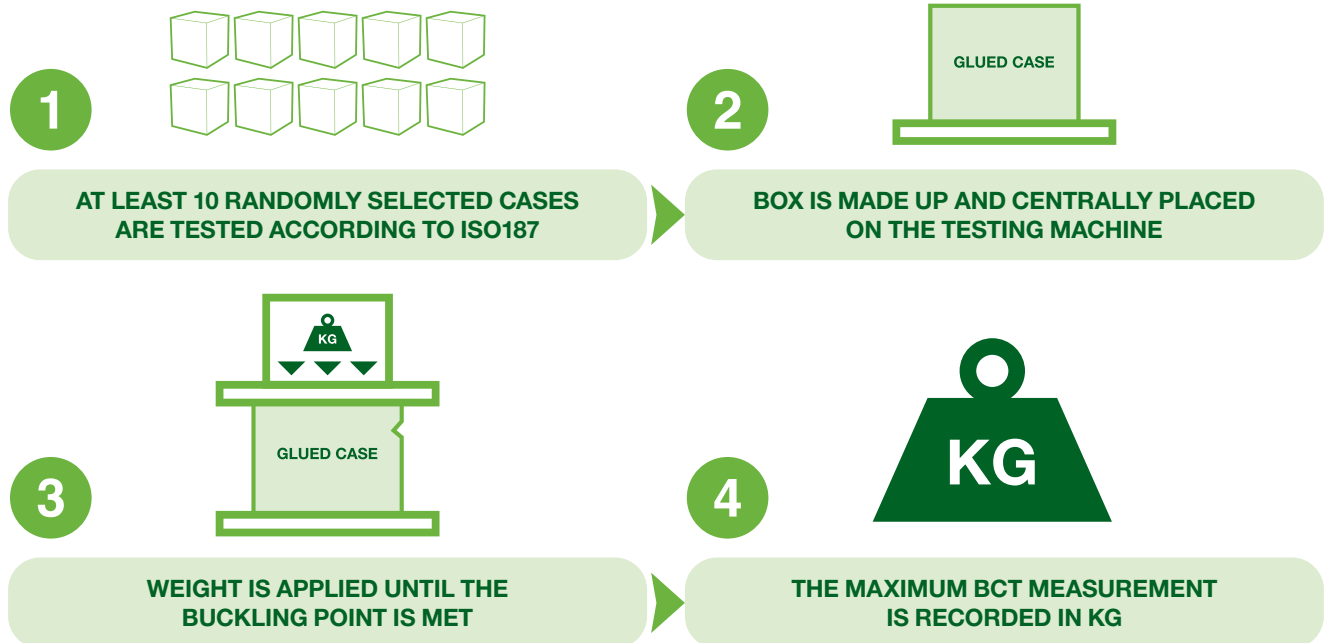 1
AT LEAST 10 RANDOMLY SELECTED CASES
ARE TESTED ACCORDING TO ISO187
2
GLUED CASE
BOX IS MADE UP AND CENTRALLY PLACED
ON THE TESTING MACHINE
3
KG
GLUED CASE
WEIGHT IS APPLIED UNTIL THE
BUCKLING POINT IS MET
4
KG
THE MAXIMUM BCT MEASUREMENT
IS RECORDED IN KG